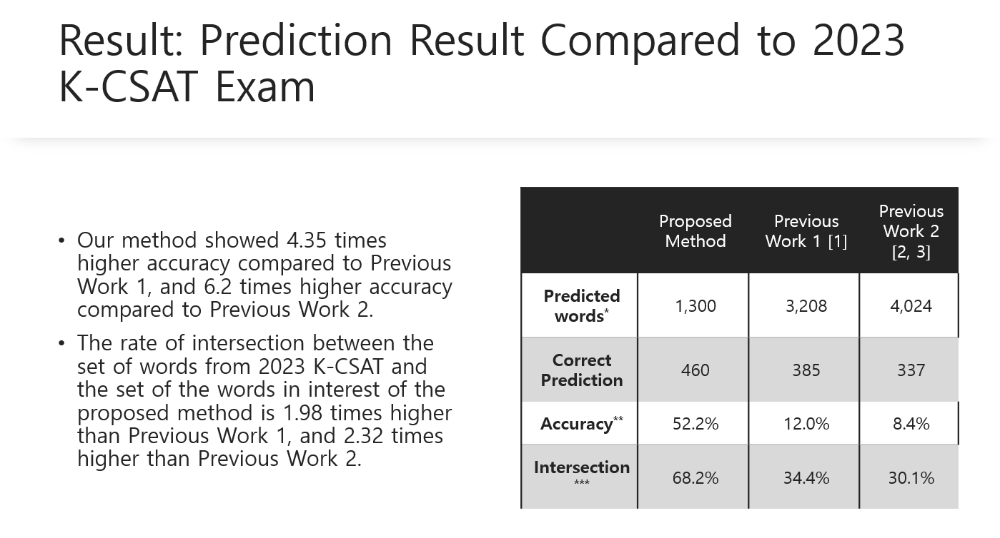 Result: Prediction Result Compared to 2023
K-CSAT Exam
• Our method showed 4.35 times
higher accuracy compared to Previous
Work 1, and 6.2 times higher accuracy
compared to Previous Work 2.
• The rate of intersection between the
set of words from 2023 K-CSAT and
the set of the words in interest of the
proposed method is 1.98 times higher
than Previous Work 1, and 2.32 times
higher than Previous Work 2.
Proposed
Method
Previous
Work 1 [1]
Previous
Work 2
[2, 3]
Predicted
words*
1,300
3,208
4,024
Correct
Prediction
460
385
337
Accuracy**
52.2%
12.0%
8.4%
Intersection
***
68.2%
34.4%
30.1%